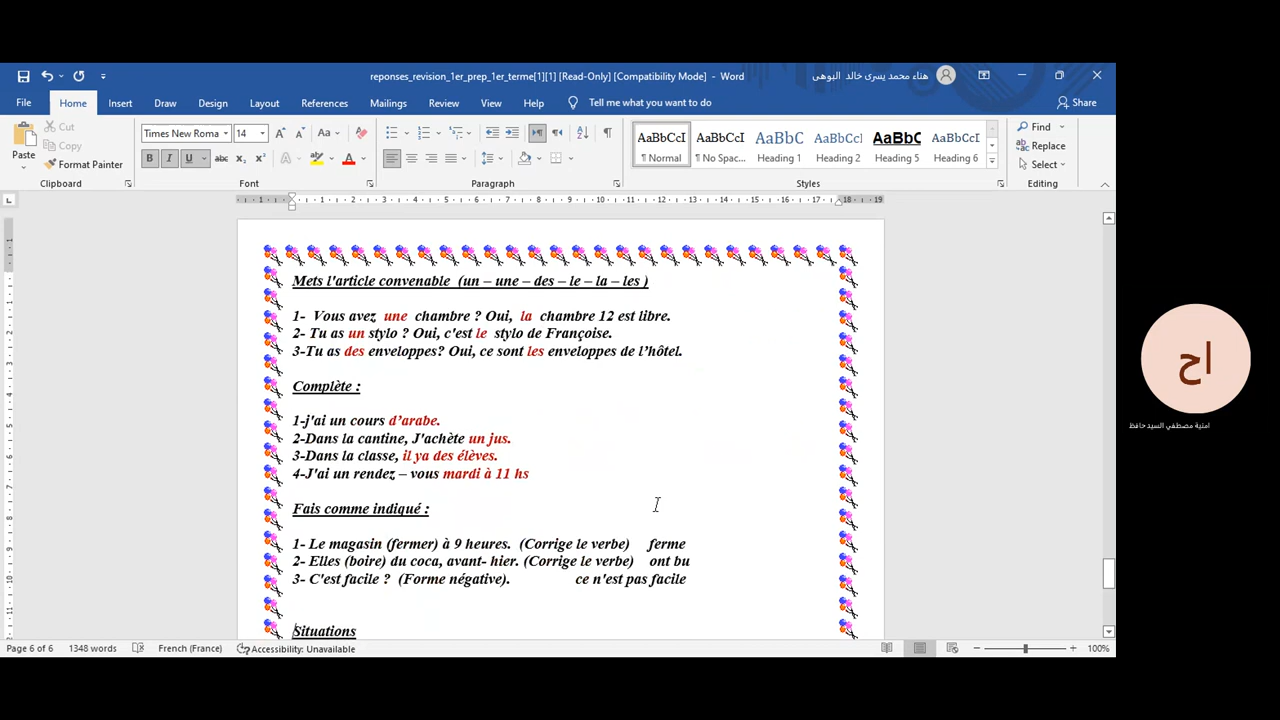 reponses_revision_1er_prep_1er_terme[1][1] [Read-Only] [Compatibility Mode] - Word
هناء محمد يسرى خالد البوهى
File Home Insert Draw Design Layout References Mailings Review View Help Tell me what you want to do Share
Paste Cut Copy Format Painter
Times New Roma 14
AaBbCcI AaBbCcI AaBbC AaBbCcI AaBbCcI AaBbCcI
¶ Normal ¶ No Spac... Heading 1 Heading 2 Heading 5 Heading 6
Find Replace Select
Clipboard Font Paragraph Styles Editing
Mets l'article convenable (un – une – des – le – la – les )
1- Vous avez une chambre ? Oui, la chambre 12 est libre.
2- Tu as un stylo ? Oui, c'est le stylo de Françoise.
3-Tu as des enveloppes? Oui, ce sont les enveloppes de l’hôtel.
Complète :
1-j'ai un cours d’arabe.
2-Dans la cantine, J'achète un jus.
3-Dans la classe, il ya des élèves.
4-J'ai un rendez – vous mardi à 11 hs
Fais comme indiqué :
1- Le magasin (fermer) à 9 heures. (Corrige le verbe) ferme
2- Elles (boire) du coca, avant- hier. (Corrige le verbe) ont bu
3- C'est facile ? (Forme négative). ce n'est pas facile
Situations
Page 6 of 6 1348 words French (France) Accessibility: Unavailable 100%
اح
امنية مصطفي السيد حافظ